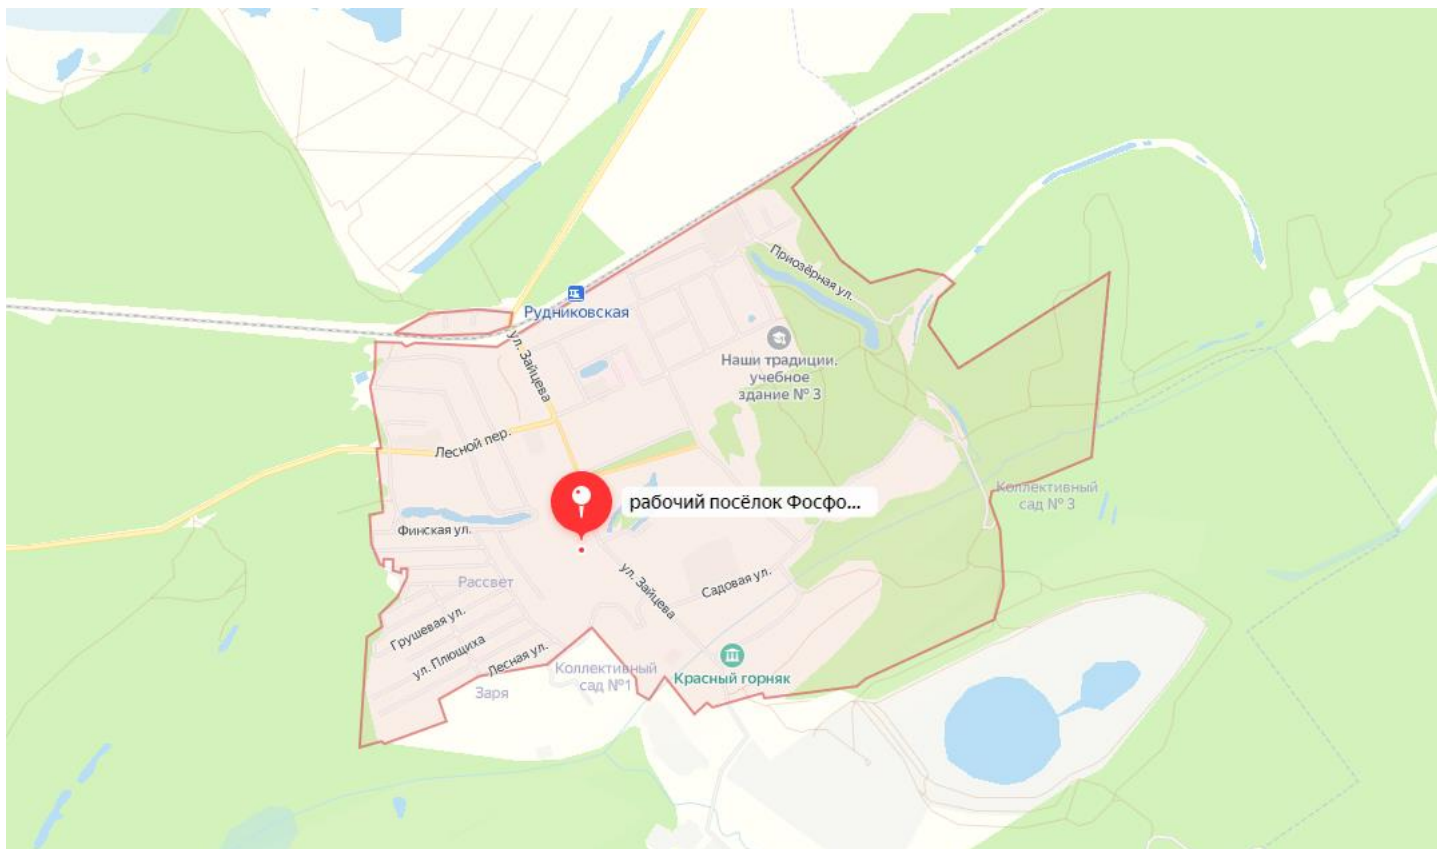 Приозёрная ул.
Рудниковская
ул. Зайцева
Наши традиции,
учебное
здание № 3
Лесной пер.
рабочий посёлок Фосфо...
Коллективный
сад № 3
Финская ул.
Рассвет
ул. Зайцева
Садовая ул.
Грушевая ул.
ул. Плющиха
Лесная ул.
Коллективный
сад №1
Красный горняк
Заря